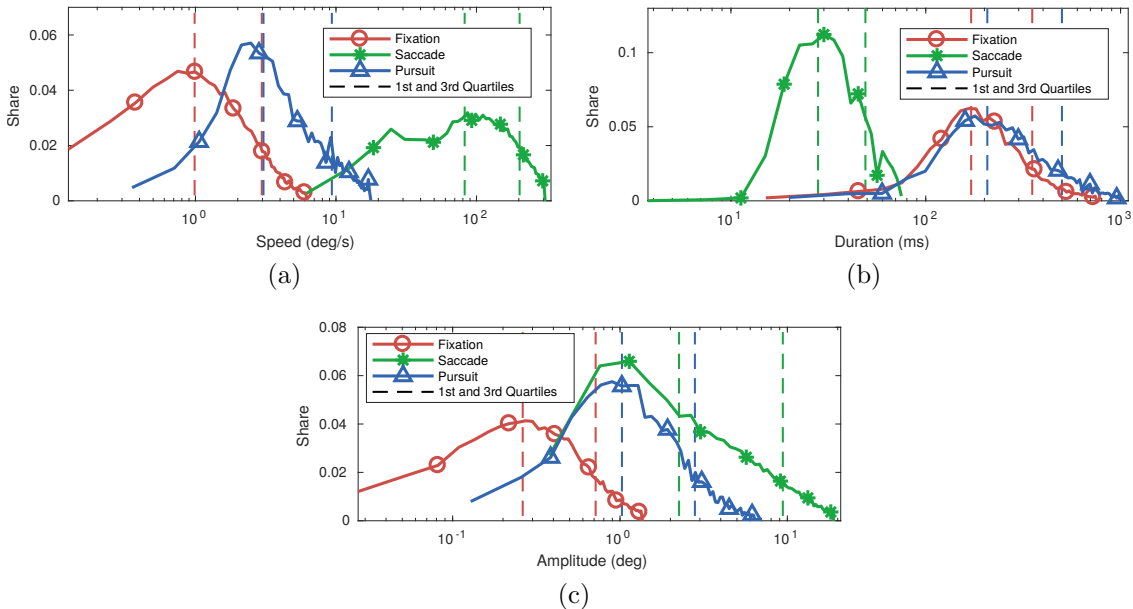 0.06
0.04
0.02
0
Share
Fixation
Saccade
Pursuit
1st and 3rd Quartiles
10^0
10^1
10^2
Speed (deg/s)
(a)
0.1
0.05
0
Share
Fixation
Saccade
Pursuit
1st and 3rd Quartiles
10^1
10^2
10^3
Duration (ms)
(b)
0.08
0.06
0.04
0.02
0
Share
Fixation
Saccade
Pursuit
1st and 3rd Quartiles
10^-1
10^0
10^1
Amplitude (deg)
(c)